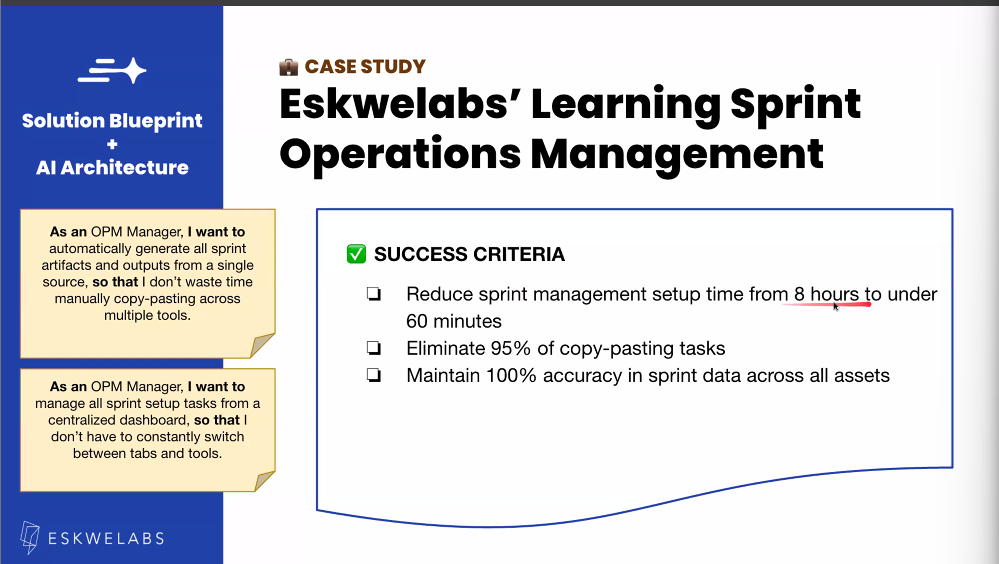 Solution Blueprint
+
AI Architecture
As an OPM Manager, I want to
automatically generate all sprint
artifacts and outputs from a single
source, so that I don't waste time
manually copy-pasting across
multiple tools.
As an OPM Manager, I want to
manage all sprint setup tasks from a
centralized dashboard, so that I
don't have to constantly switch
between tabs and tools.
ESKWELABS
CASE STUDY
Eskwelabs’ Learning Sprint
Operations Management
✅ SUCCESS CRITERIA
❏ Reduce sprint management setup time from 8 hours to under
60 minutes
❏ Eliminate 95% of copy-pasting tasks
❏ Maintain 100% accuracy in sprint data across all assets